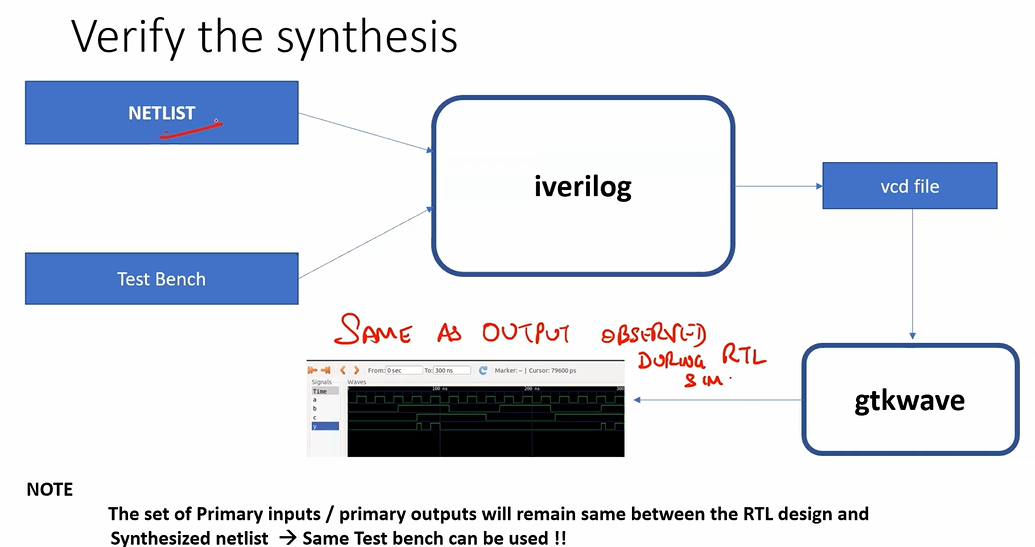 Verify the synthesis
NETLIST
iverilog
vcd file
Test Bench
SAME AS OUTPUT OBSERVED
DURING RTL
SIM.
From: 0 sec To: 300 ns Marker: -- | Cursor: 79600 ps
Signals Waves
Time 100 ns 200 ns
a
b
c
y
gtkwave
NOTE
The set of Primary inputs / primary outputs will remain same between the RTL design and
Synthesized netlist → Same Test bench can be used !!